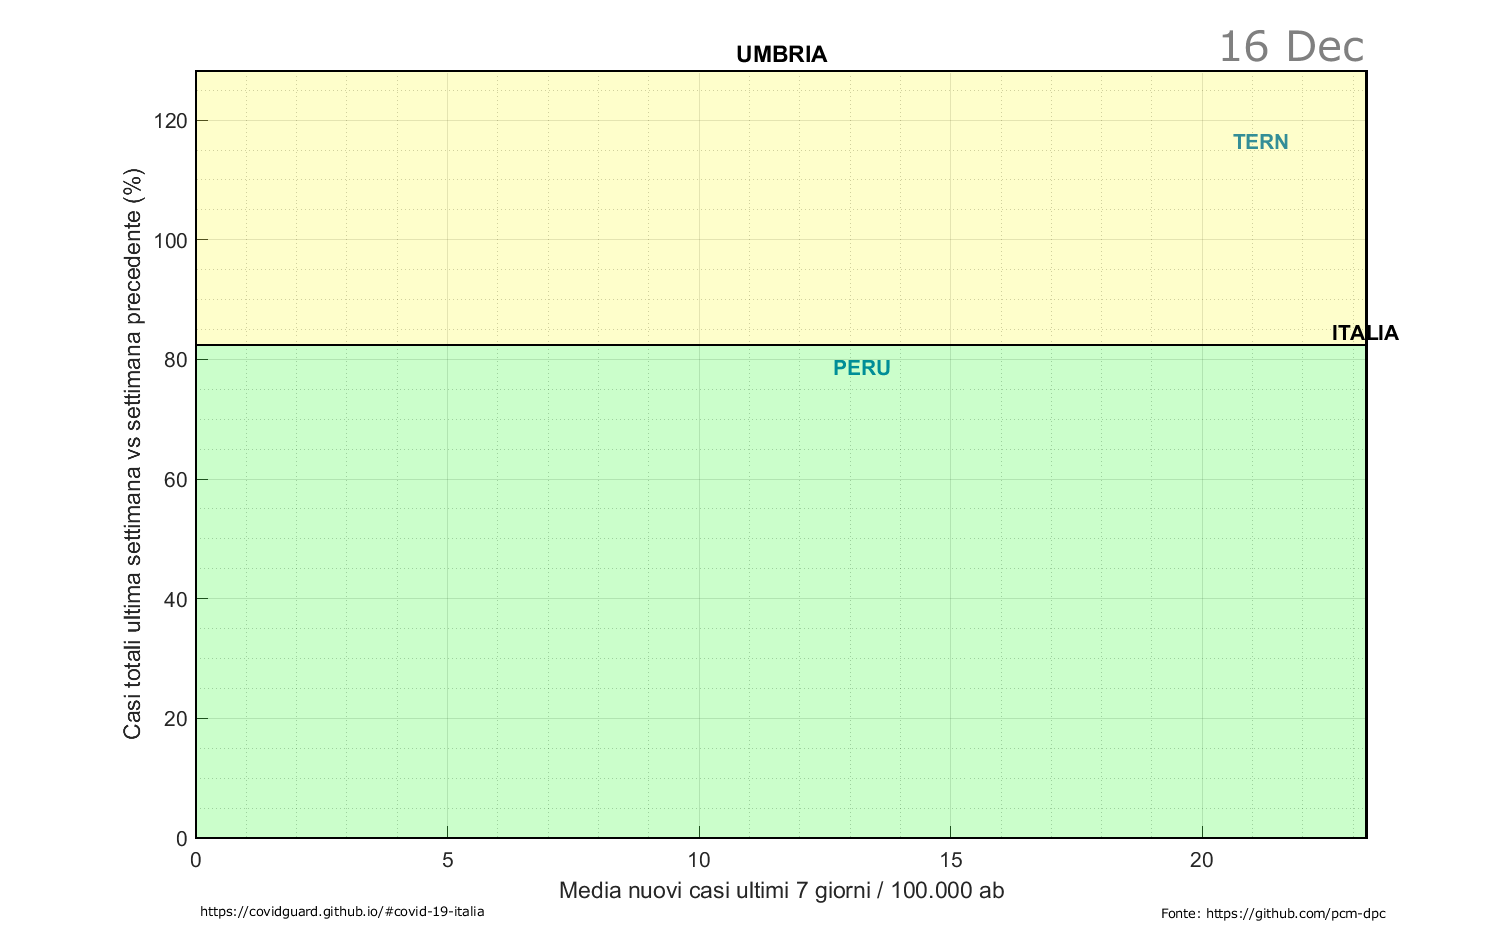 UMBRIA
16 Dec
120
TERN
100
ITALIA
80
PERU
60
40
20
0
0 5 10 15 20
Casi totali ultima settimana vs settimana precedente (%)
Media nuovi casi ultimi 7 giorni / 100.000 ab
https://covidguard.github.io/#covid-19-italia
Fonte: https://github.com/pcm-dpc